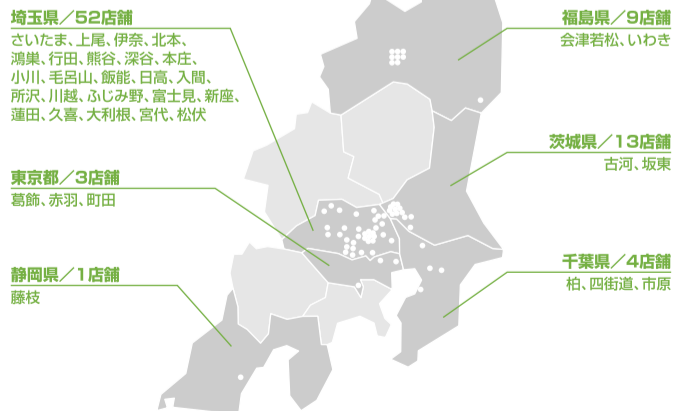 埼玉県／52店舗
さいたま、上尾、伊奈、北本、
鴻巣、行田、熊谷、深谷、本庄、
小川、毛呂山、飯能、日高、入間、
所沢、川越、ふじみ野、富士見、新座、
蓮田、久喜、大利根、宮代、松伏
東京都／3店舗
葛飾、赤羽、町田
静岡県／1店舗
藤枝
福島県／9店舗
会津若松、いわき
茨城県／13店舗
古河、坂東
千葉県／4店舗
柏、四街道、市原